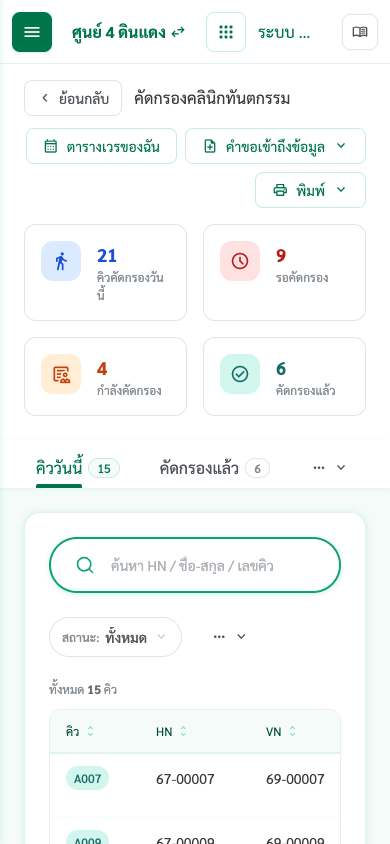 ศูนย์ 4 ดินแดง
ระบบ ...
ย้อนกลับ
คัดกรองคลินิกทันตกรรม
ตารางเวรของฉัน
คำขอเข้าถึงข้อมูล
พิมพ์
21
คิวคัดกรองวัน
นี้
9
รอคัดกรอง
4
กำลังคัดกรอง
6
คัดกรองแล้ว
คิววันนี้ 15
คัดกรองแล้ว 6
ค้นหา HN / ชื่อ-สกุล / เลขคิว
สถานะ: ทั้งหมด
ทั้งหมด 15 คิว
คิว HN VN
A007 67-00007 69-00007
A009 67-00009 69-00009